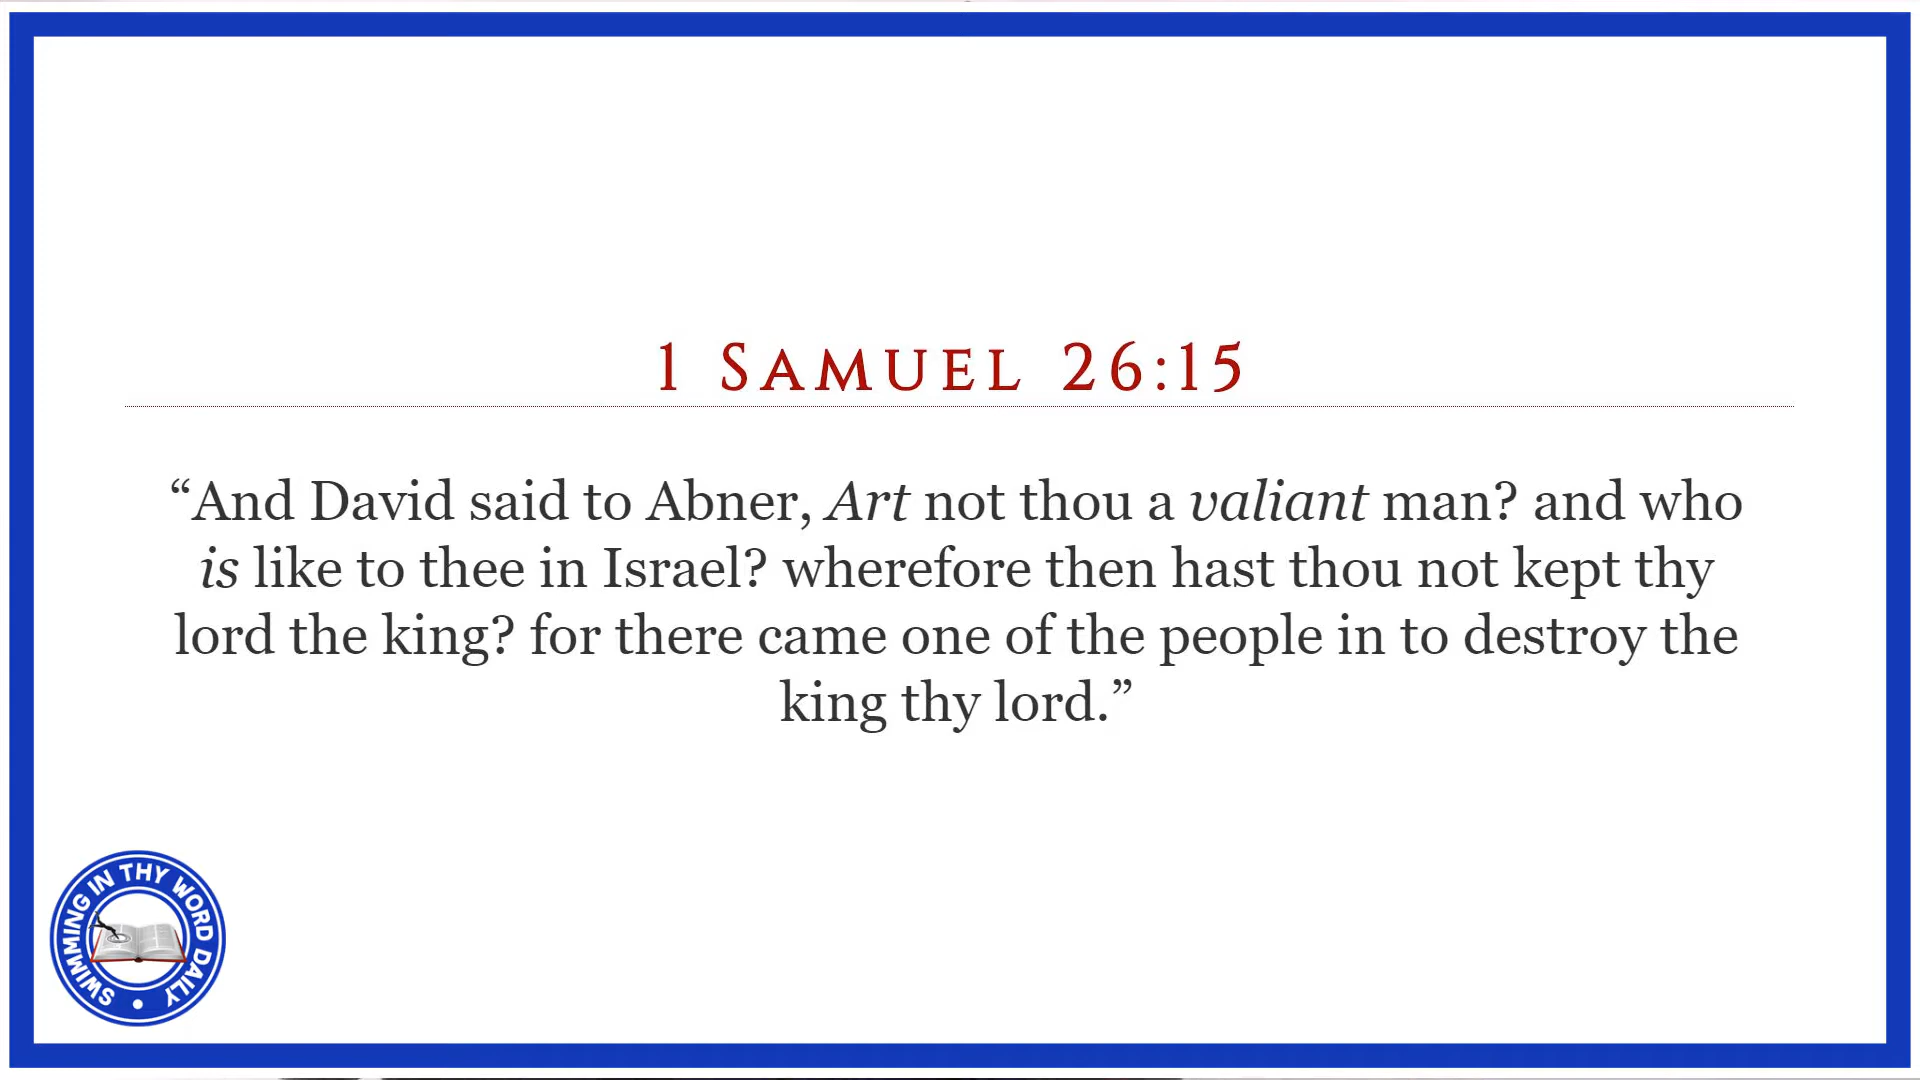 1 SAMUEL 26:15
“And David said to Abner, Art not thou a valiant man? and who
is like to thee in Israel? wherefore then hast thou not kept thy
lord the king? for there came one of the people in to destroy the
king thy lord.”
SWIMMING IN THY WORD DAILY •